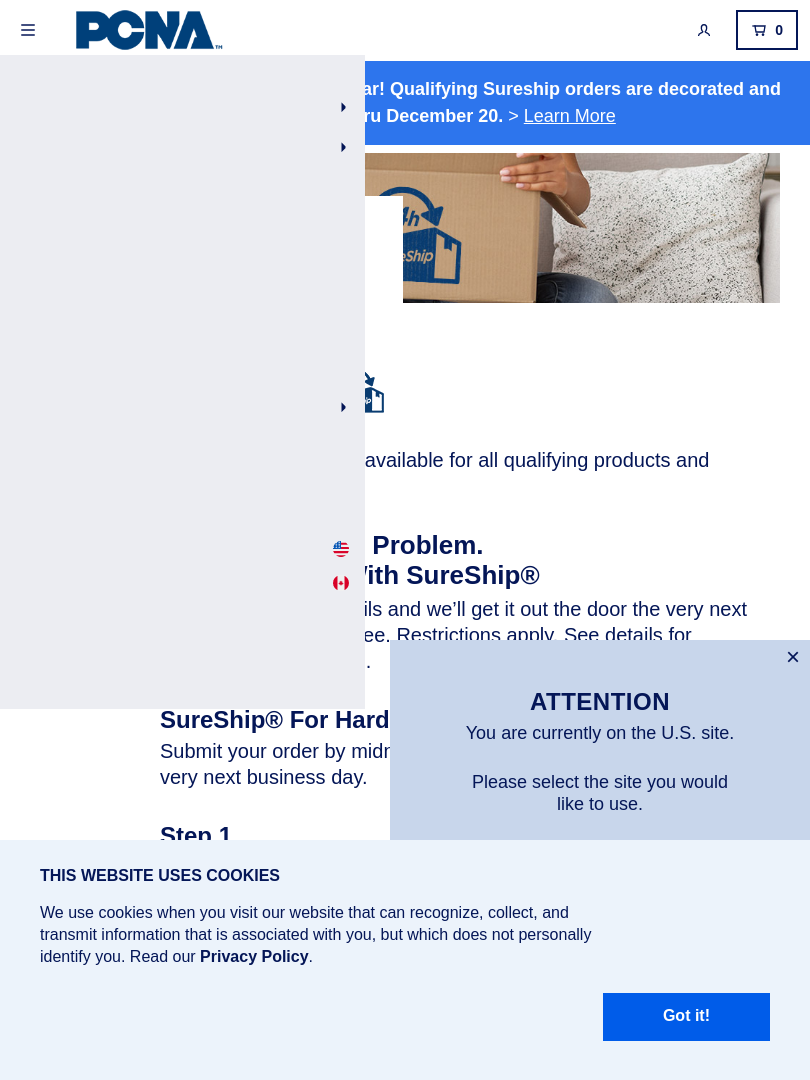 PCNA™
0
ar! Qualifying Sureship orders are decorated and
ru December 20. > Learn More
available for all qualifying products and
Problem.
ith SureShip®
ils and we’ll get it out the door the very next
ee. Restrictions apply. See details for
.
SureShip® For Hard
Submit your order by midn
very next business day.
Step 1
ATTENTION
You are currently on the U.S. site.
Please select the site you would
like to use.
THIS WEBSITE USES COOKIES
We use cookies when you visit our website that can recognize, collect, and
transmit information that is associated with you, but which does not personally
identify you. Read our Privacy Policy.
Got it!